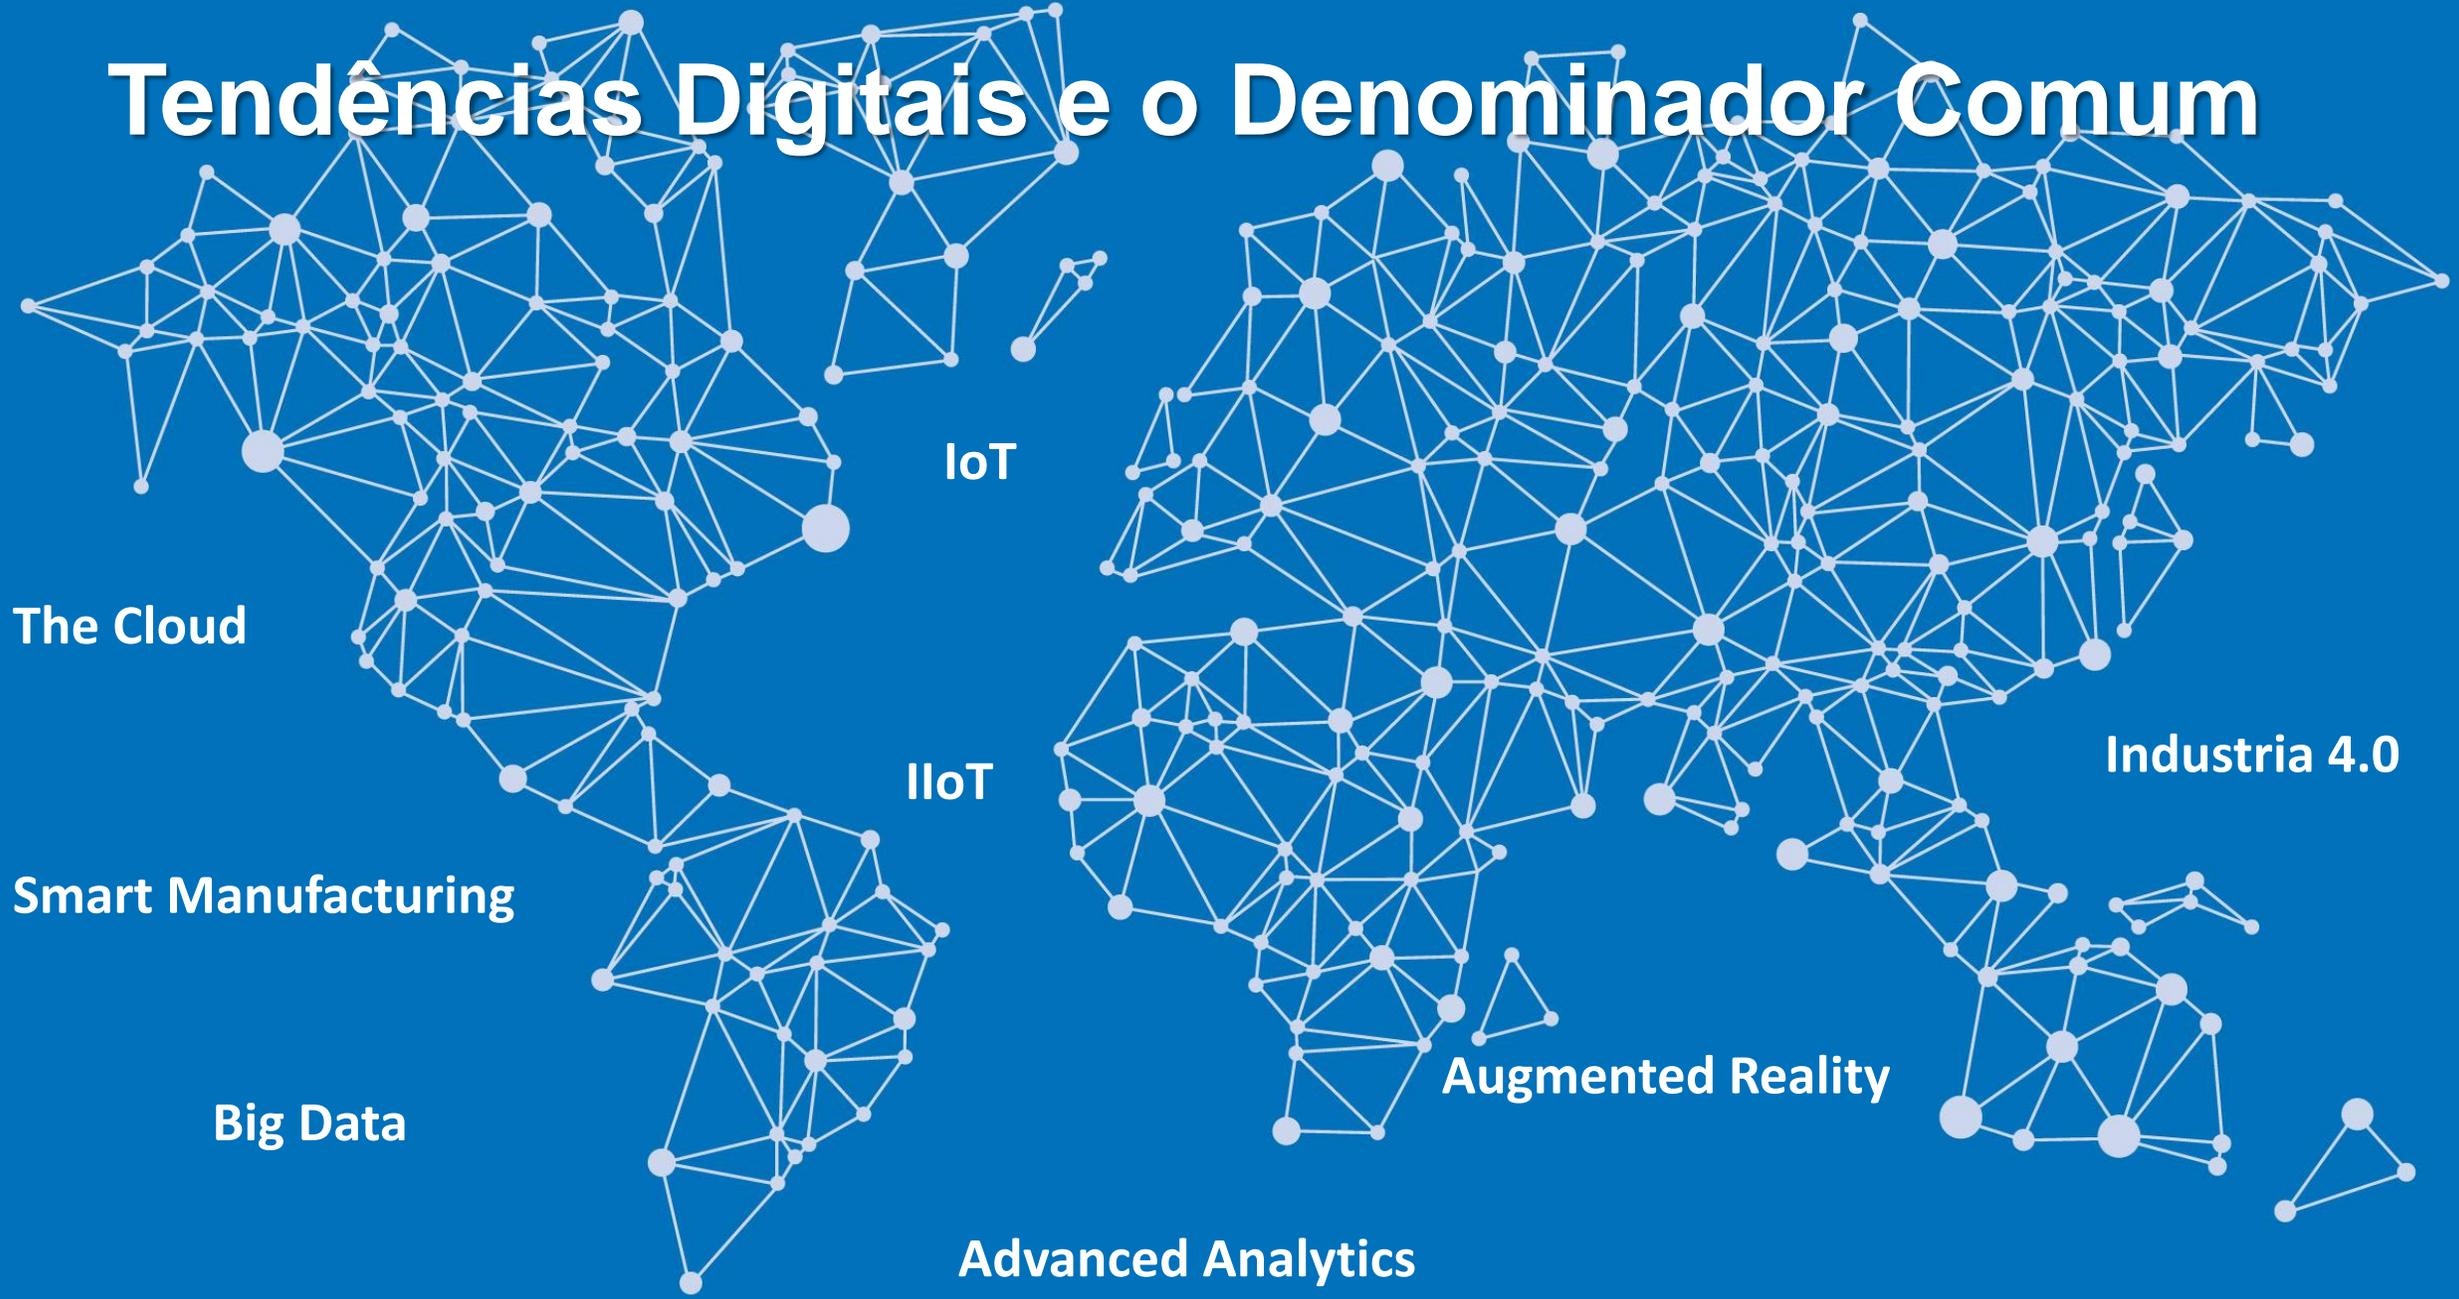 Tendências Digitais e o Denominador Comum
IoT
The Cloud
Industria 4.0
IIoT
Smart Manufacturing
Augmented Reality
Big Data
Advanced Analytics